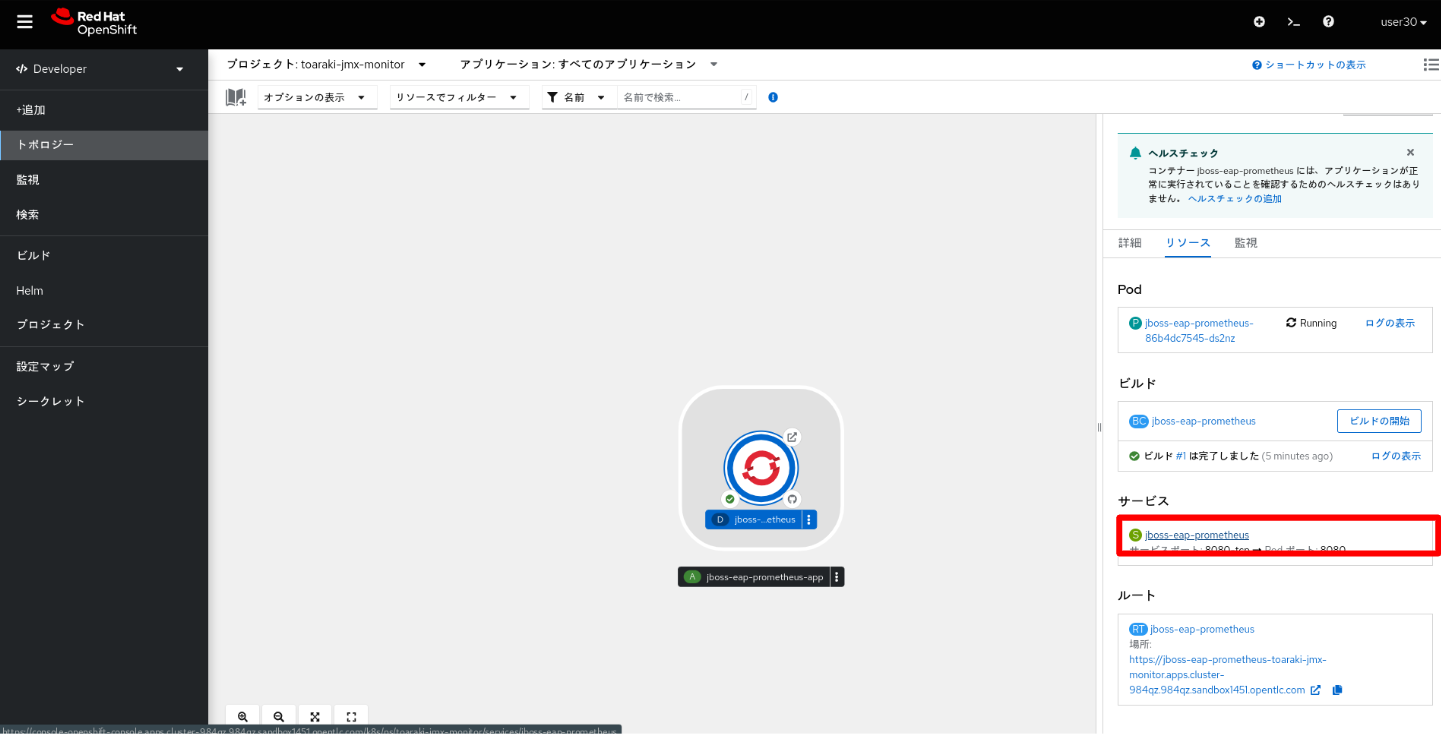 Red Hat
OpenShift
user30
Developer
+追加
トポロジー
監視
検索
ビルド
Helm
プロジェクト
設定マップ
シークレット
プロジェクト: toaraki-jmx-monitor
アプリケーション: すべてのアプリケーション
ショートカットの表示
オプションの表示
リソースでフィルター
名前
名前で検索...
/
ヘルスチェック
コンテナー jboss-eap-prometheus には、アプリケーションが正
常に実行されていることを確認するためのヘルスチェックはあり
ません。 ヘルスチェックの追加
詳細
リソース
監視
Pod
P jboss-eap-prometheus-
86b4dc7545-ds2nz
Running
ログの表示
ビルド
BC jboss-eap-prometheus
ビルドの開始
ビルド #1 は完了しました (5 minutes ago)
ログの表示
サービス
S jboss-eap-prometheus
サービスポート: 8080-tcp → Pod ポート: 8080
ルート
RT jboss-eap-prometheus
場所:
https://jboss-eap-prometheus-toaraki-jmx-
monitor.apps.cluster-
984qz.984qz.sandbox1451.opentlc.com
D jboss-...etheus
A jboss-eap-prometheus-app
https://console-openshift-console.apps.cluster-984qz.984qz.sandbox1451.opentlc.com/k8s/ns/toaraki-jmx-monitor/services/jboss-eap-prometheus